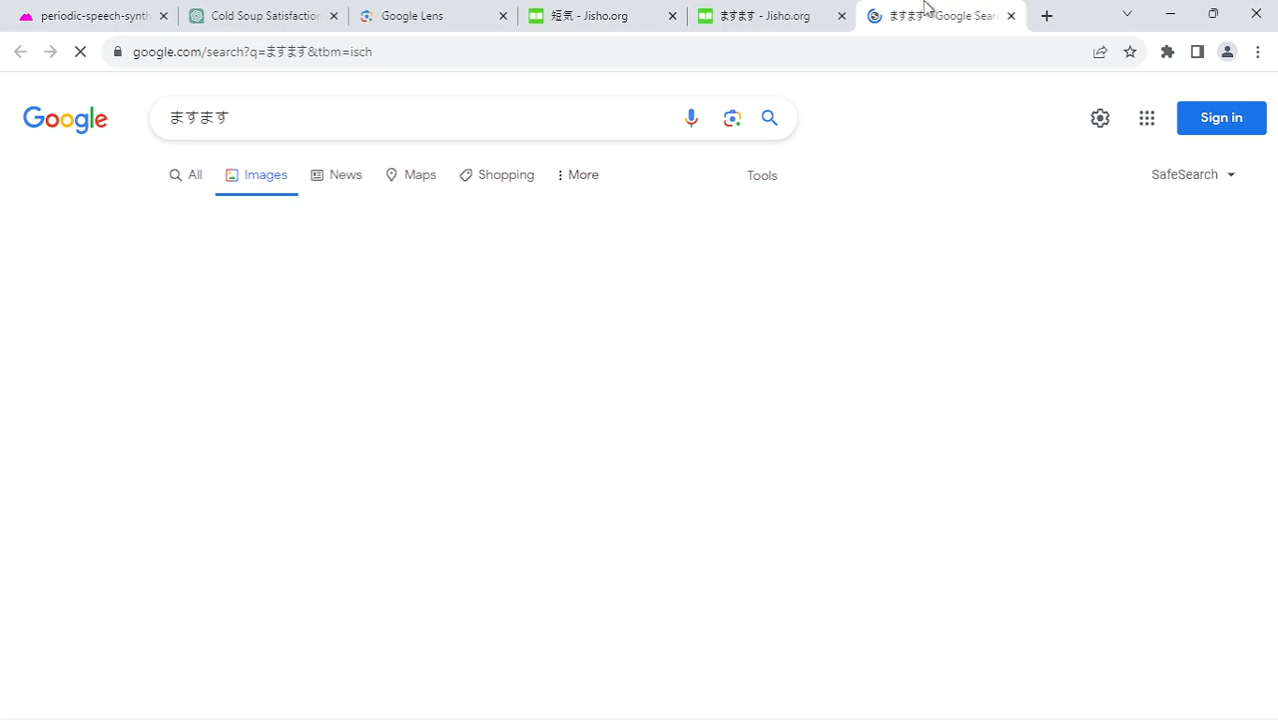 periodic-speech-synth
Cold Soup Satisfaction
Google Lens
短気 - Jisho.org
ますます - Jisho.org
ますます - Google Sear
google.com/search?q=ますます&tbm=isch
Google
ますます
Sign in
All
Images
News
Maps
Shopping
More
Tools
SafeSearch